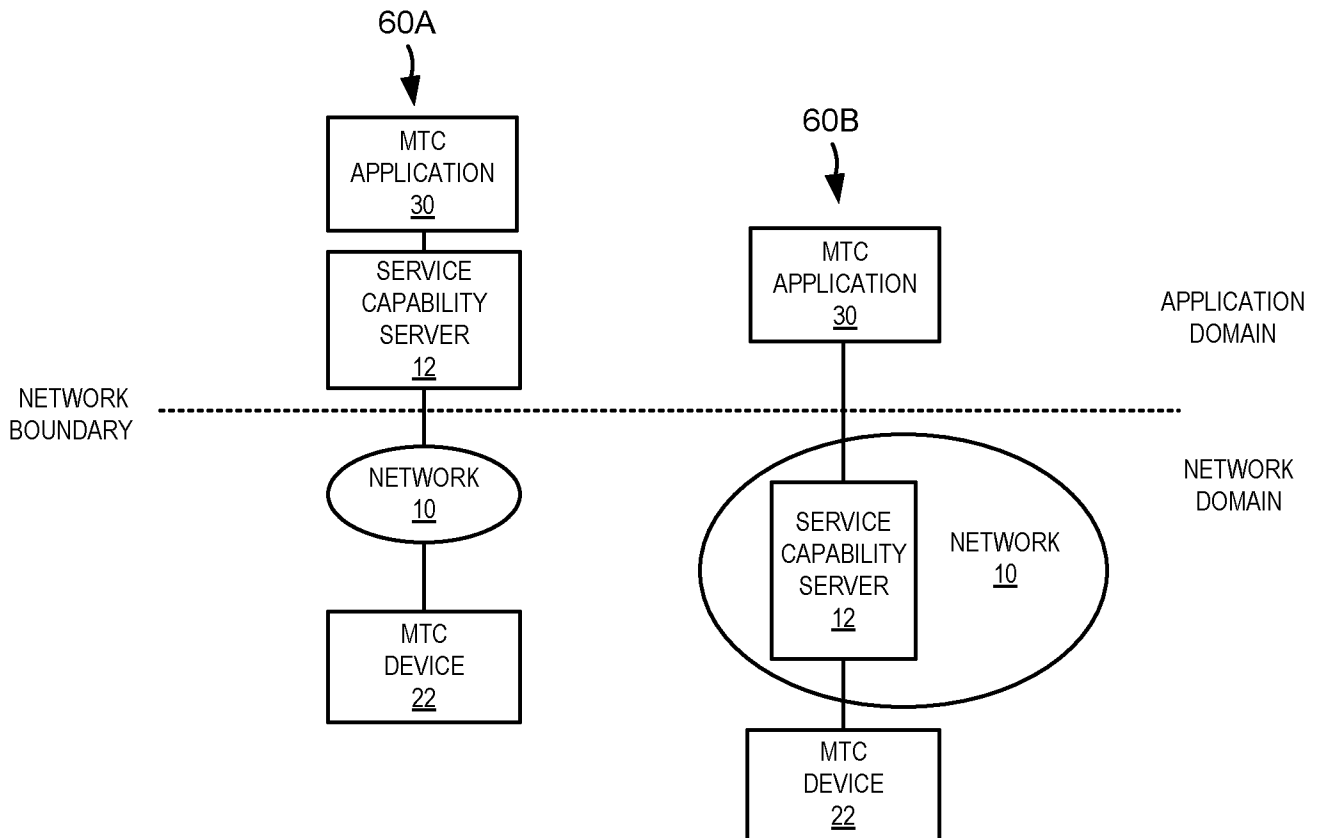 60A
MTC
APPLICATION
30
SERVICE
CAPABILITY
SERVER
12
NETWORK
BOUNDARY
NETWORK
10
MTC
DEVICE
22
60B
MTC
APPLICATION
30
APPLICATION
DOMAIN
NETWORK
DOMAIN
SERVICE
CAPABILITY
SERVER
12
NETWORK
10
MTC
DEVICE
22